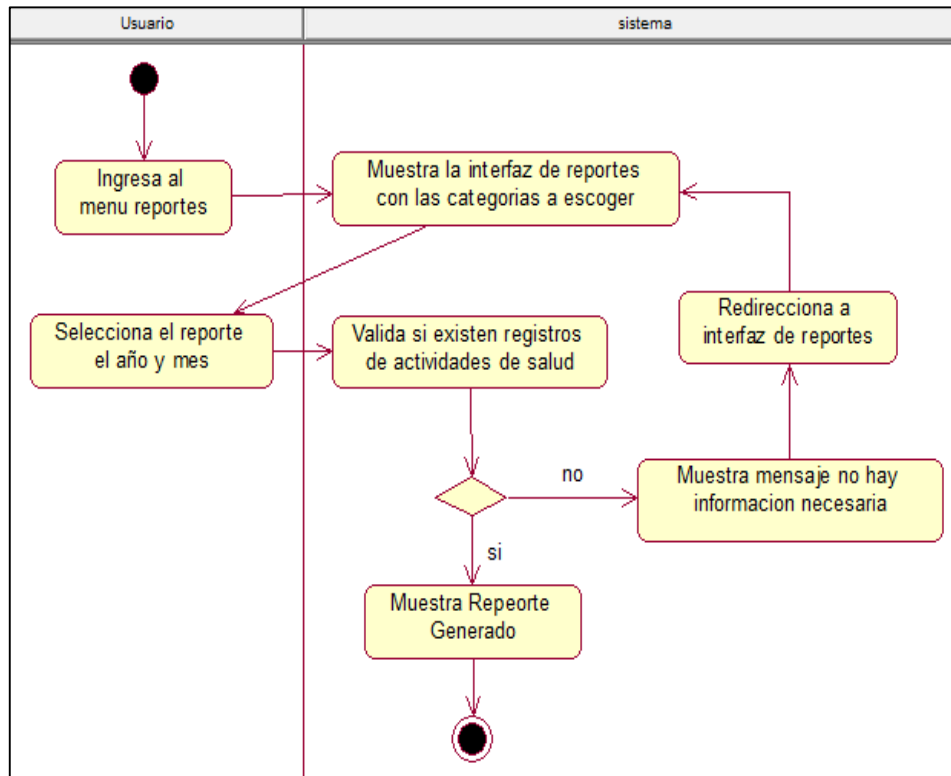 Usuario
sistema
Ingresa al
menu reportes
Muestra la interfaz de reportes
con las categorias a escoger
Selecciona el reporte
el año y mes
Valida si existen registros
de actividades de salud
Redirecciona a
interfaz de reportes
no
Muestra mensaje no hay
informacion necesaria
si
Muestra Repeorte
Generado